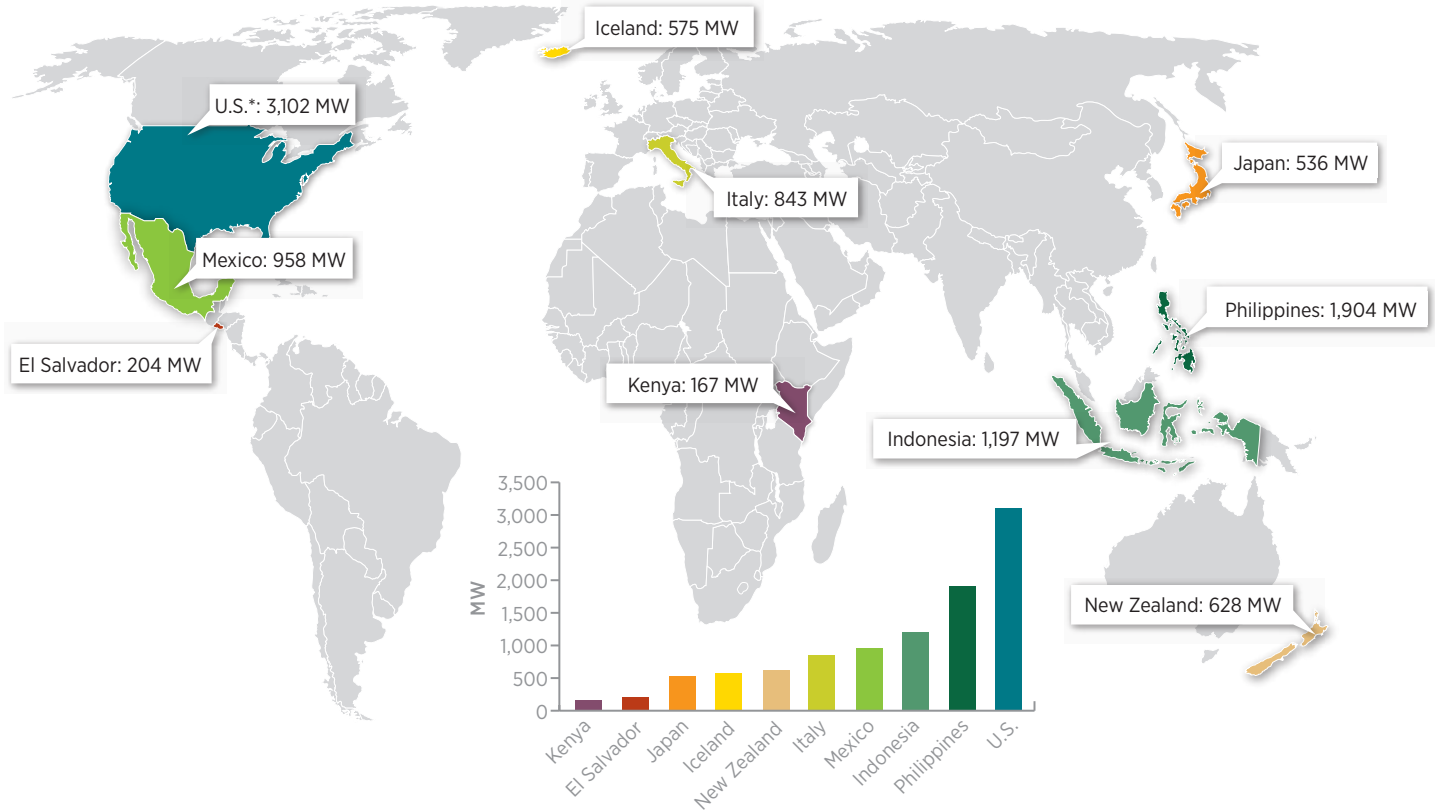 Iceland: 575 MW
U.S.*: 3,102 MW
Japan: 536 MW
Italy: 843 MW
Mexico: 958 MW
Philippines: 1,904 MW
El Salvador: 204 MW
Kenya: 167 MW
Indonesia: 1,197 MW
New Zealand: 628 MW
MW
3,500
3,000
2,500
2,000
1,500
1,000
500
0
Kenya
El Salvador
Japan
Iceland
New Zealand
Italy
Mexico
Indonesia
Philippines
U.S.